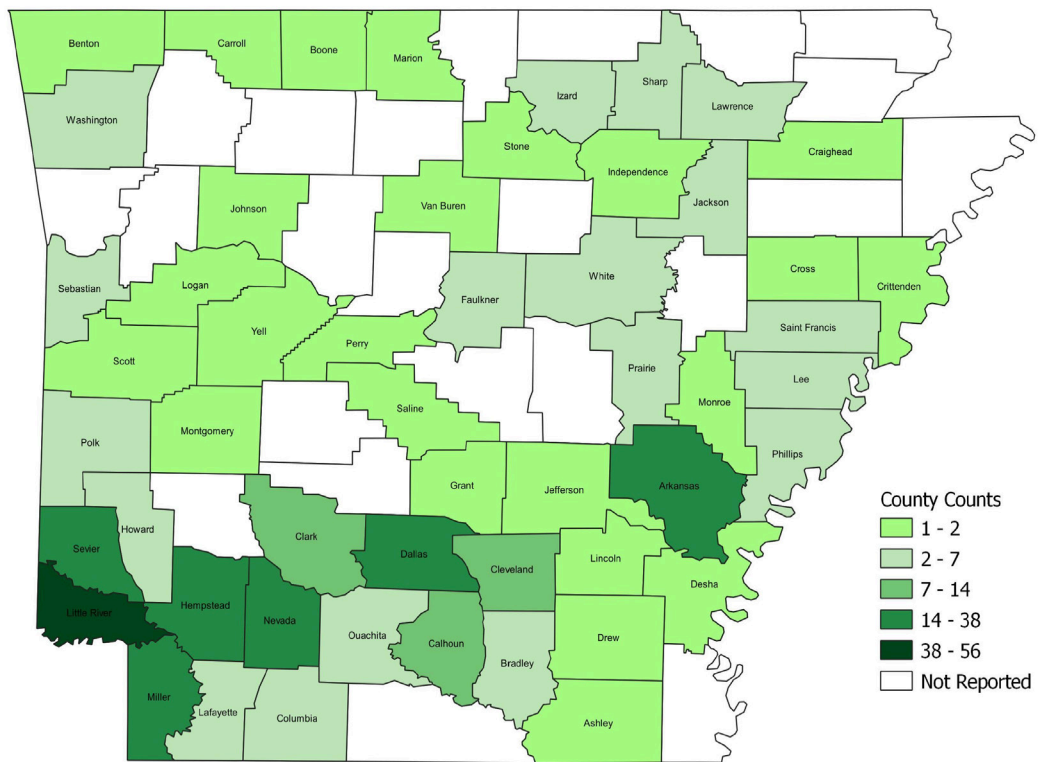 Benton
Carroll
Boone
Marion
Washington
Izard
Sharp
Lawrence
Stone
Independence
Craighead
Johnson
Van Buren
Jackson
Sebastian
Logan
Faulkner
White
Cross
Crittenden
Scott
Yell
Perry
Prairie
Saint Francis
Lee
Polk
Montgomery
Saline
Monroe
Phillips
Grant
Jefferson
Arkansas
County Counts
1 - 2
2 - 7
7 - 14
14 - 38
38 - 56
Not Reported
Howard
Sevier
Clark
Dallas
Cleveland
Lincoln
Desha
Little River
Hempstead
Nevada
Ouachita
Calhoun
Bradley
Drew
Miller
Lafayette
Columbia
Ashley